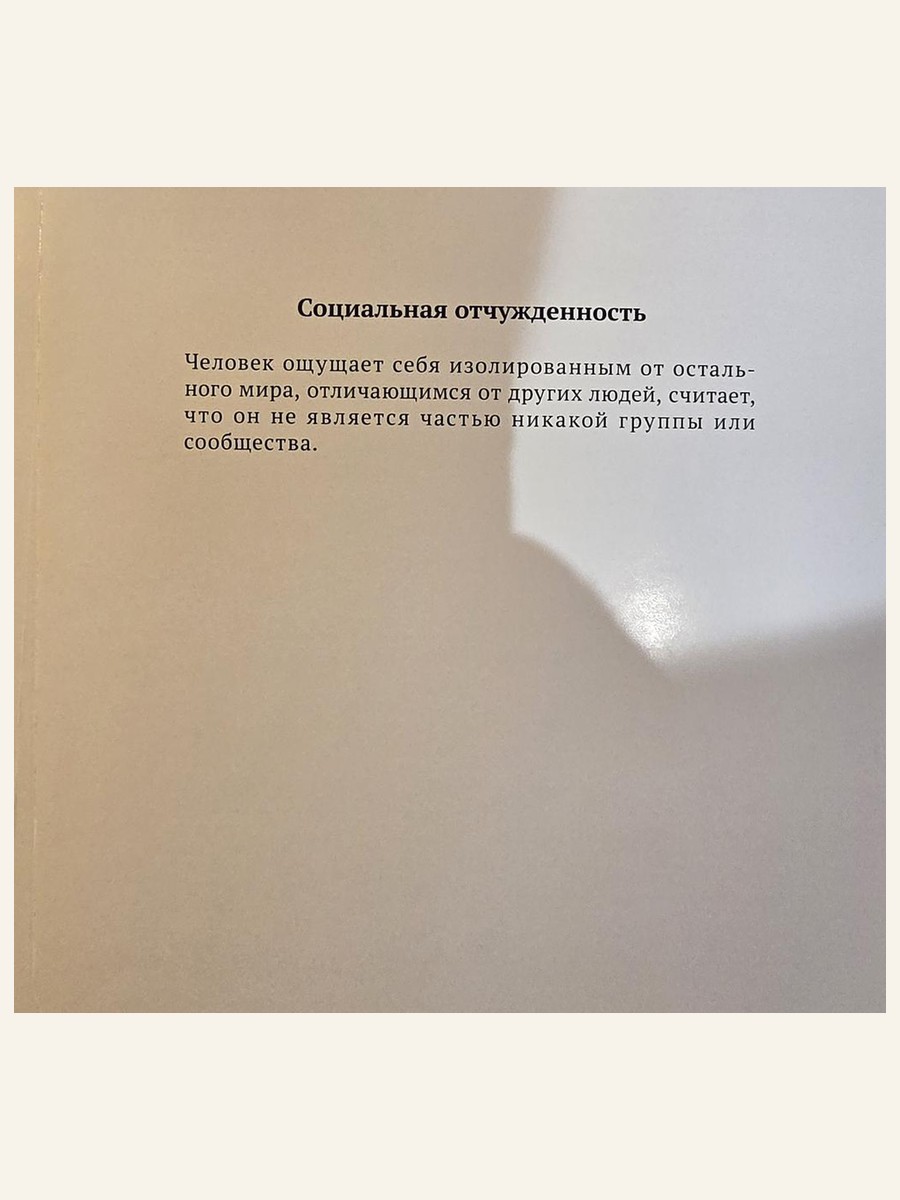 Социальная отчужденность
Человек ощущает себя изолированным от осталь-
ного мира, отличающимся от других людей, считает,
что он не является частью никакой группы или
сообщества.